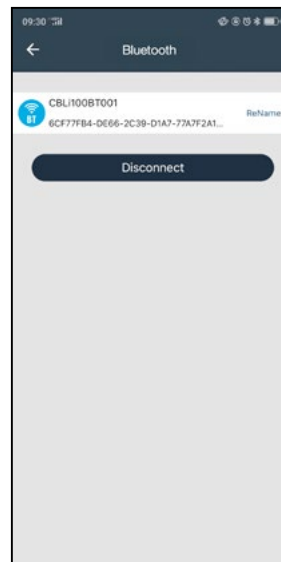 09:30
Bluetooth
CBLi100BT001
ReName
BT
6CF77FB4-DE66-2C39-D1A7-77A7F2A1...
Disconnect